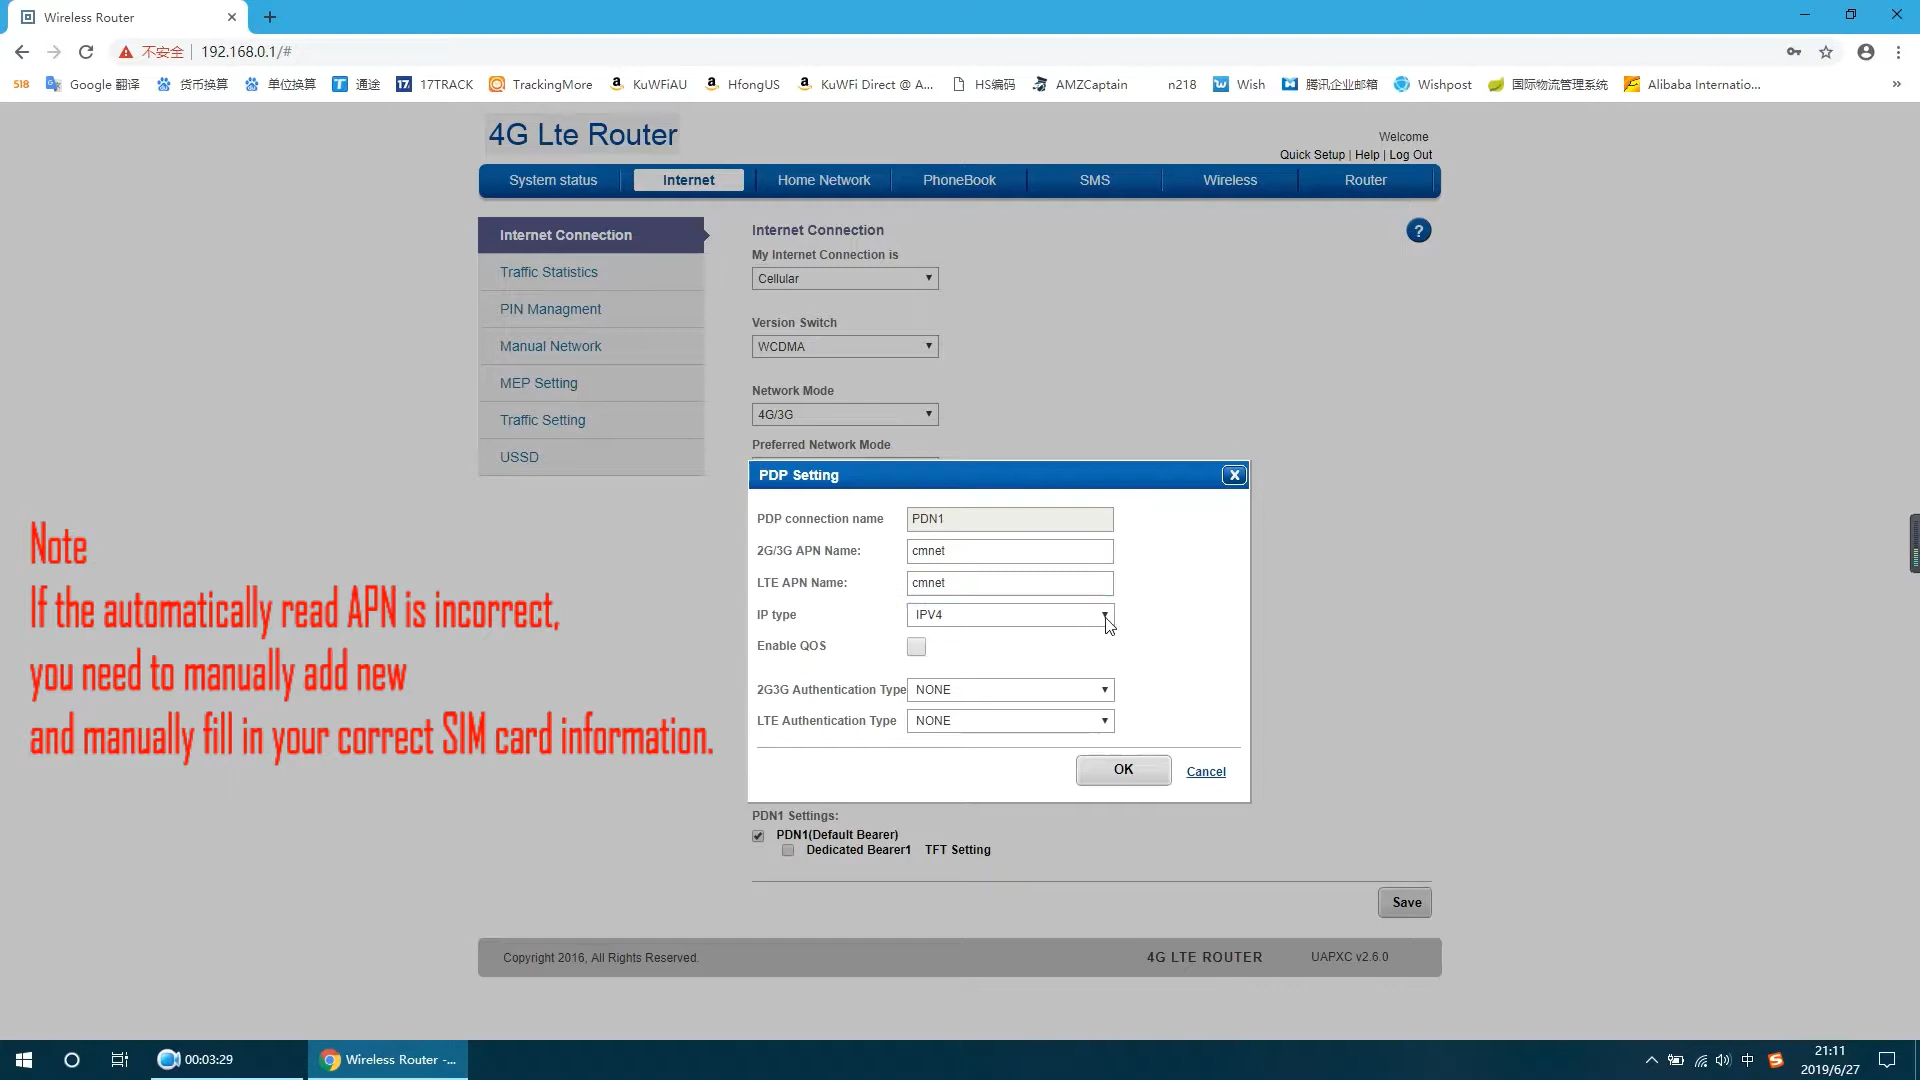 Wireless Router
不安全
192.168.0.1/#
518
Google 翻译
货币换算
单位换算
通途
17TRACK
TrackingMore
KuWFiAU
HfongUS
KuWFi Direct @ A...
HS编码
AMZCaptain
n218
Wish
腾讯企业邮箱
Wishpost
国际物流管理系统
Alibaba Internatio...
4G Lte Router
Welcome
Quick Setup | Help | Log Out
System status
Internet
Home Network
PhoneBook
SMS
Wireless
Router
Internet Connection
Traffic Statistics
PIN Managment
Manual Network
MEP Setting
Traffic Setting
USSD
Internet Connection
?
My Internet Connection is
Cellular
Version Switch
WCDMA
Network Mode
4G/3G
Preferred Network Mode
PDP Setting
X
PDP connection name
PDN1
2G/3G APN Name:
cmnet
LTE APN Name:
cmnet
IP type
IPV4
Enable QOS
2G3G Authentication Type
NONE
LTE Authentication Type
NONE
OK
Cancel
Note
If the automatically read APN is incorrect,
you need to manually add new
and manually fill in your correct SIM card information.
PDN1 Settings:
PDN1(Default Bearer)
Dedicated Bearer1 TFT Setting
Save
Copyright 2016, All Rights Reserved.
4G LTE ROUTER
UAPXC v2.6.0
00:03:29
Wireless Router -...
中
21:11
2019/6/27